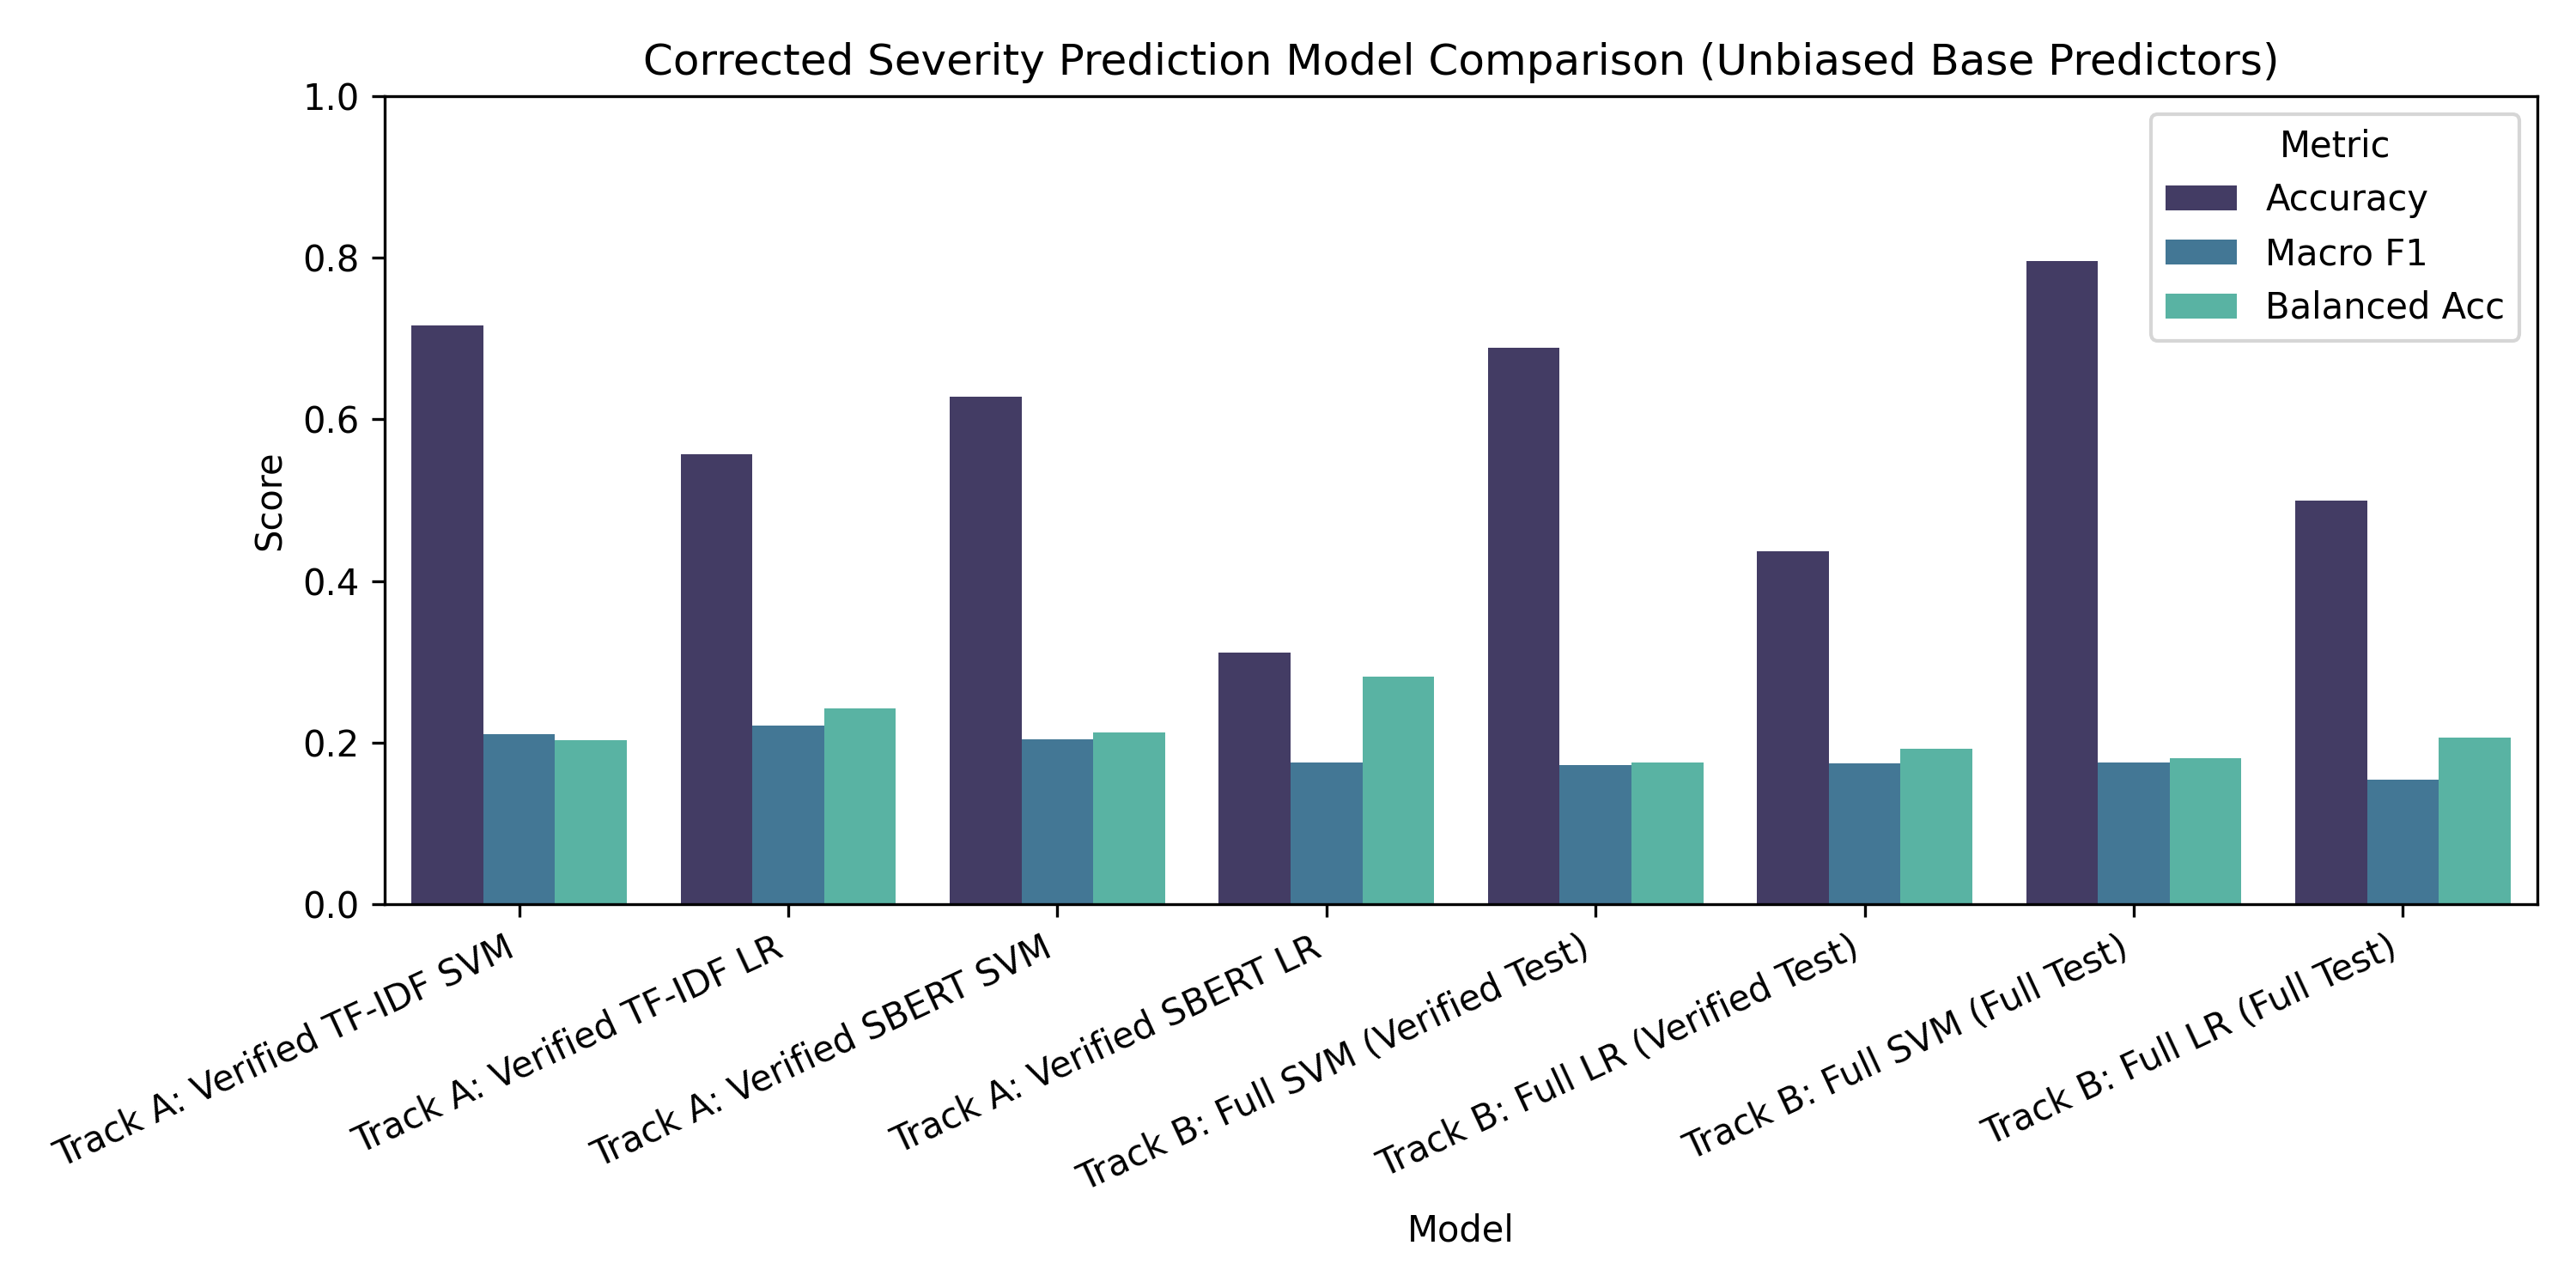 Corrected Severity Prediction Model Comparison (Unbiased Base Predictors)
1.0
0.8
0.6
0.4
0.2
0.0
Score
Metric
Accuracy
Macro F1
Balanced Acc
Track A: Verified TF-IDF SVM
Track A: Verified TF-IDF LR
Track A: Verified SBERT SVM
Track A: Verified SBERT LR
Track B: Full SVM (Verified Test)
Track B: Full LR (Verified Test)
Track B: Full SVM (Full Test)
Track B: Full LR (Full Test)
Model